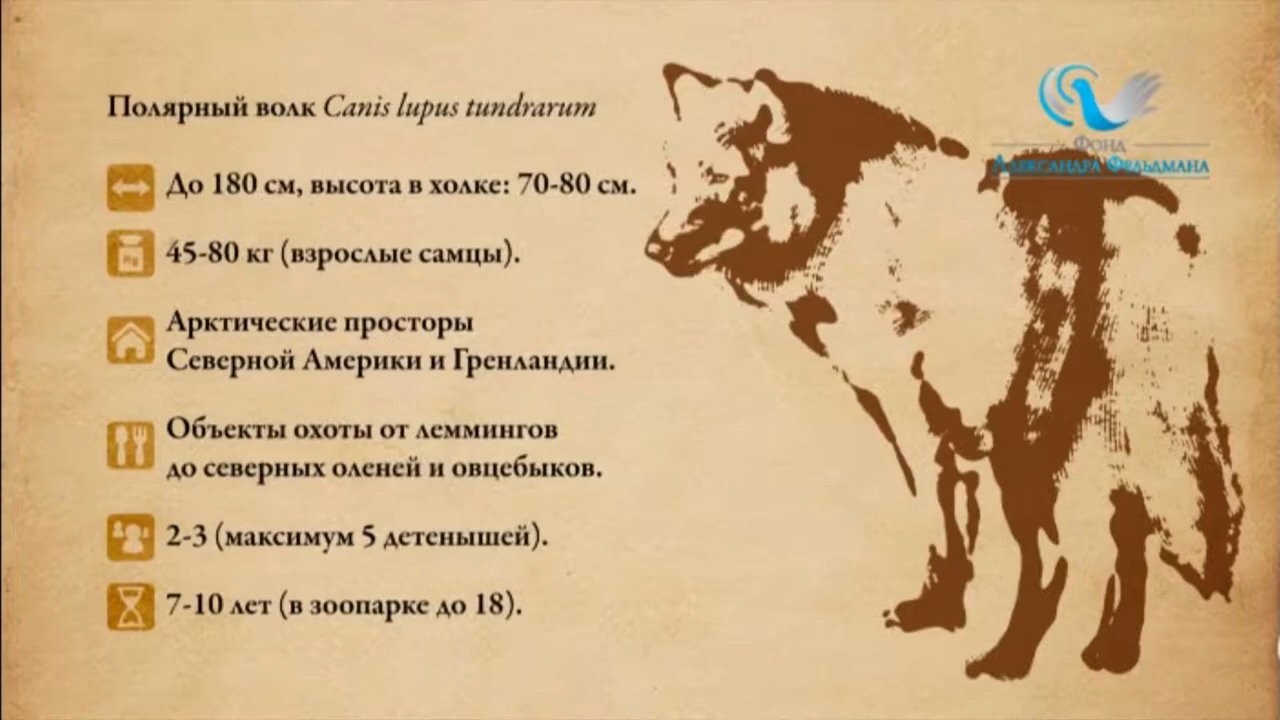 Полярный волк Canis lupus tundrarum
До 180 см, высота в холке: 70-80 см.
45-80 кг (взрослые самцы).
Арктические просторы
Северной Америки и Гренландии.
Объекты охоты от леммингов
до северных оленей и овцебыков.
2-3 (максимум 5 детенышей).
7-10 лет (в зоопарке до 18).
Фонд
Александра Фельдмана
Kg